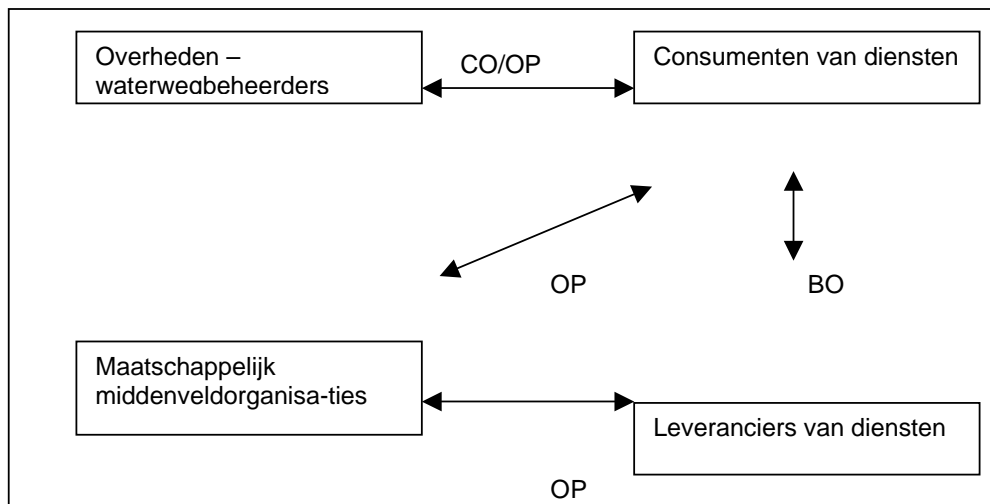 Overheden –
waterwegbeheerders
CO/OP
Consumenten van diensten
OP
BO
Maatschappelijk
middenveldorganisa-ties
Leveranciers van diensten
OP